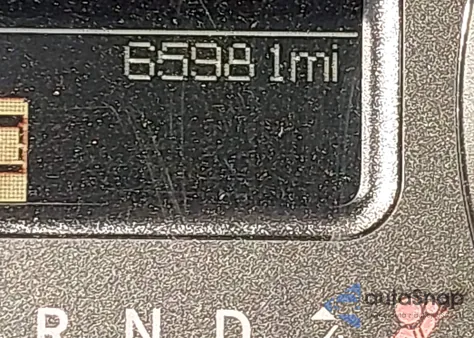 65981mi
R N D
autosnap